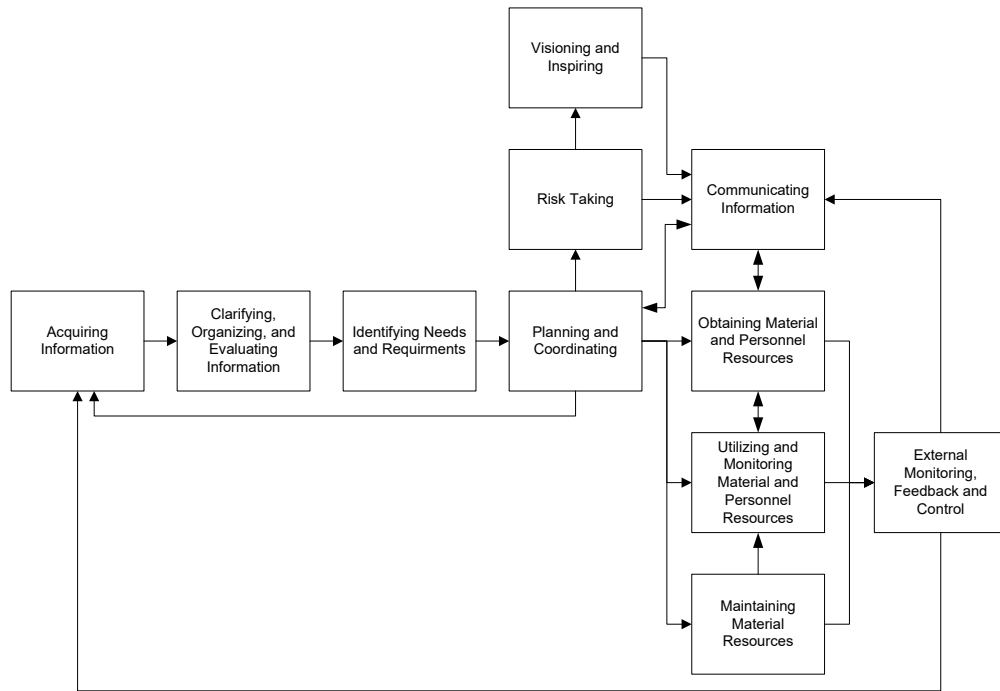 Visioning and
Inspiring
Risk Taking
Communicating
Information
Acquiring
Information
Clarifying,
Organizing, and
Evaluating
Information
Identifying Needs
and Requirments
Planning and
Coordinating
Obtaining Material
and Personnel
Resources
Utilizing and
Monitoring
Material and
Personnel
Resources
External
Monitoring,
Feedback and
Control
Maintaining
Material
Resources